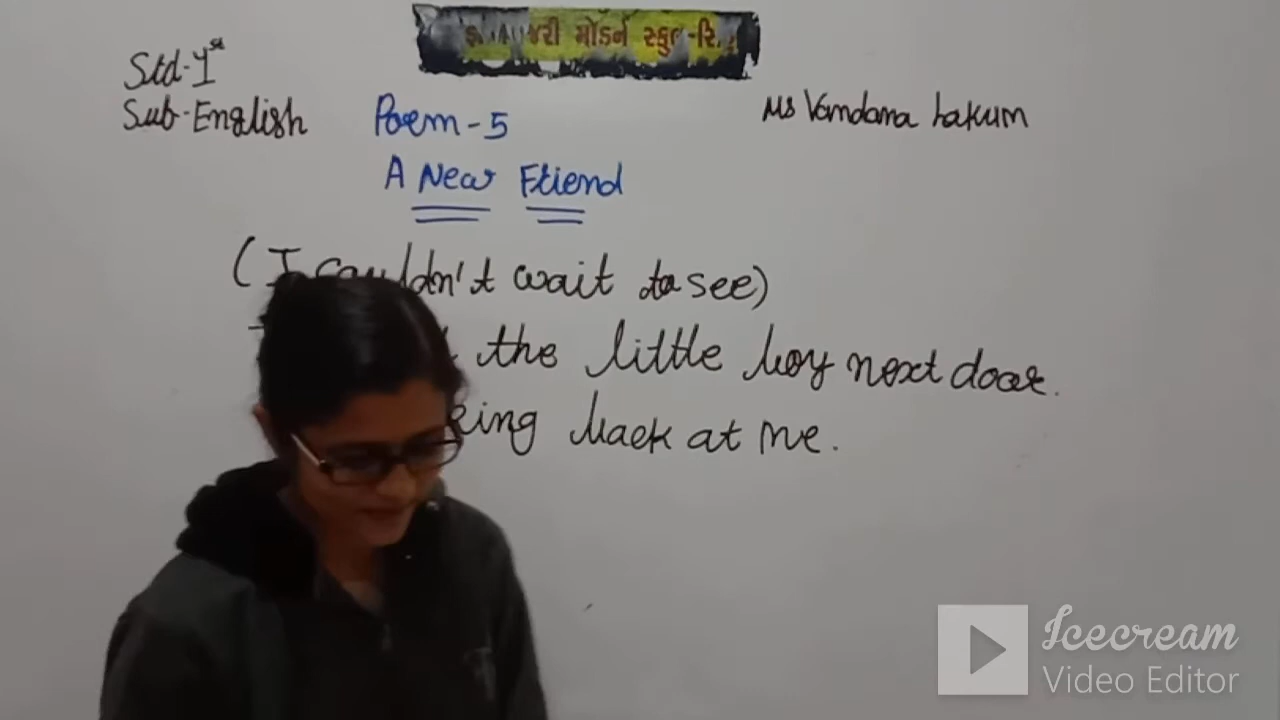 મોડર્ન સ્કુલ-રિ
Std-1st
Sub-English
Ms Vandana Lakum
Poem-5
A New Friend
(I couldn't wait to see)
the little boy next door.
back at me.
Icecream
Video Editor